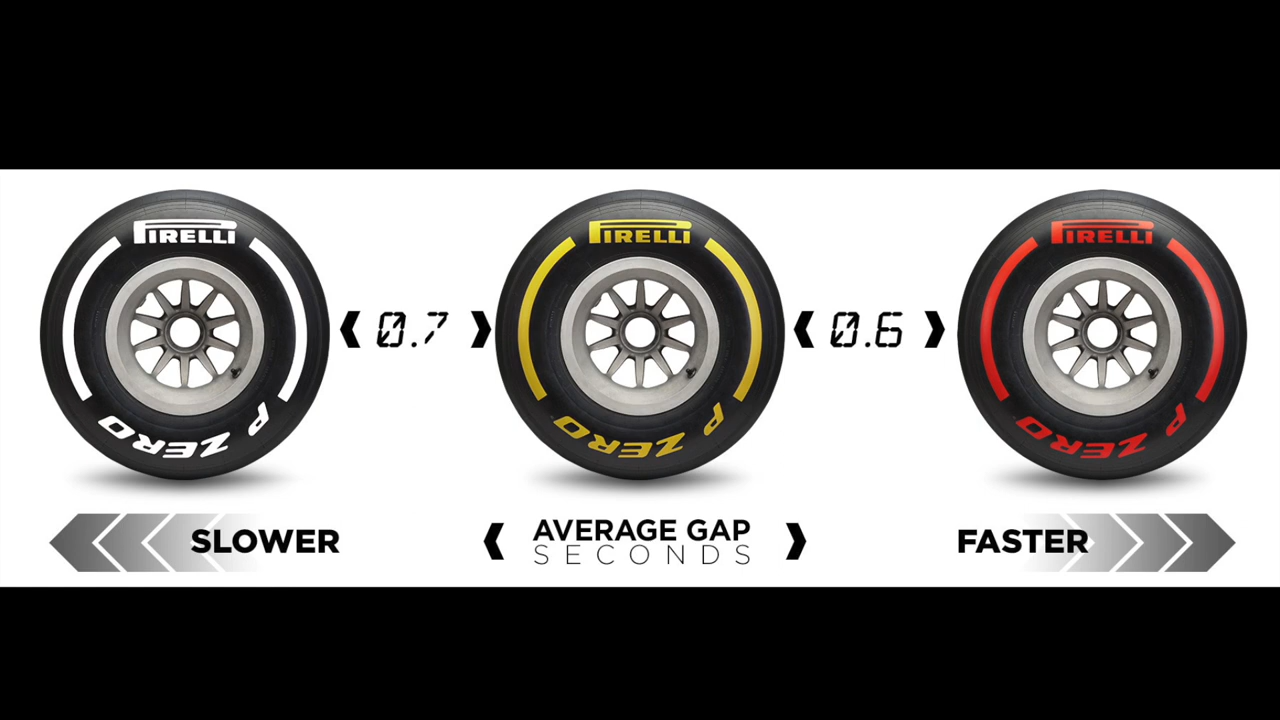 PIRELLI
PIRELLI
PIRELLI
0.7
0.6
P ZERO
P ZERO
P ZERO
SLOWER
AVERAGE GAP
SECONDS
FASTER